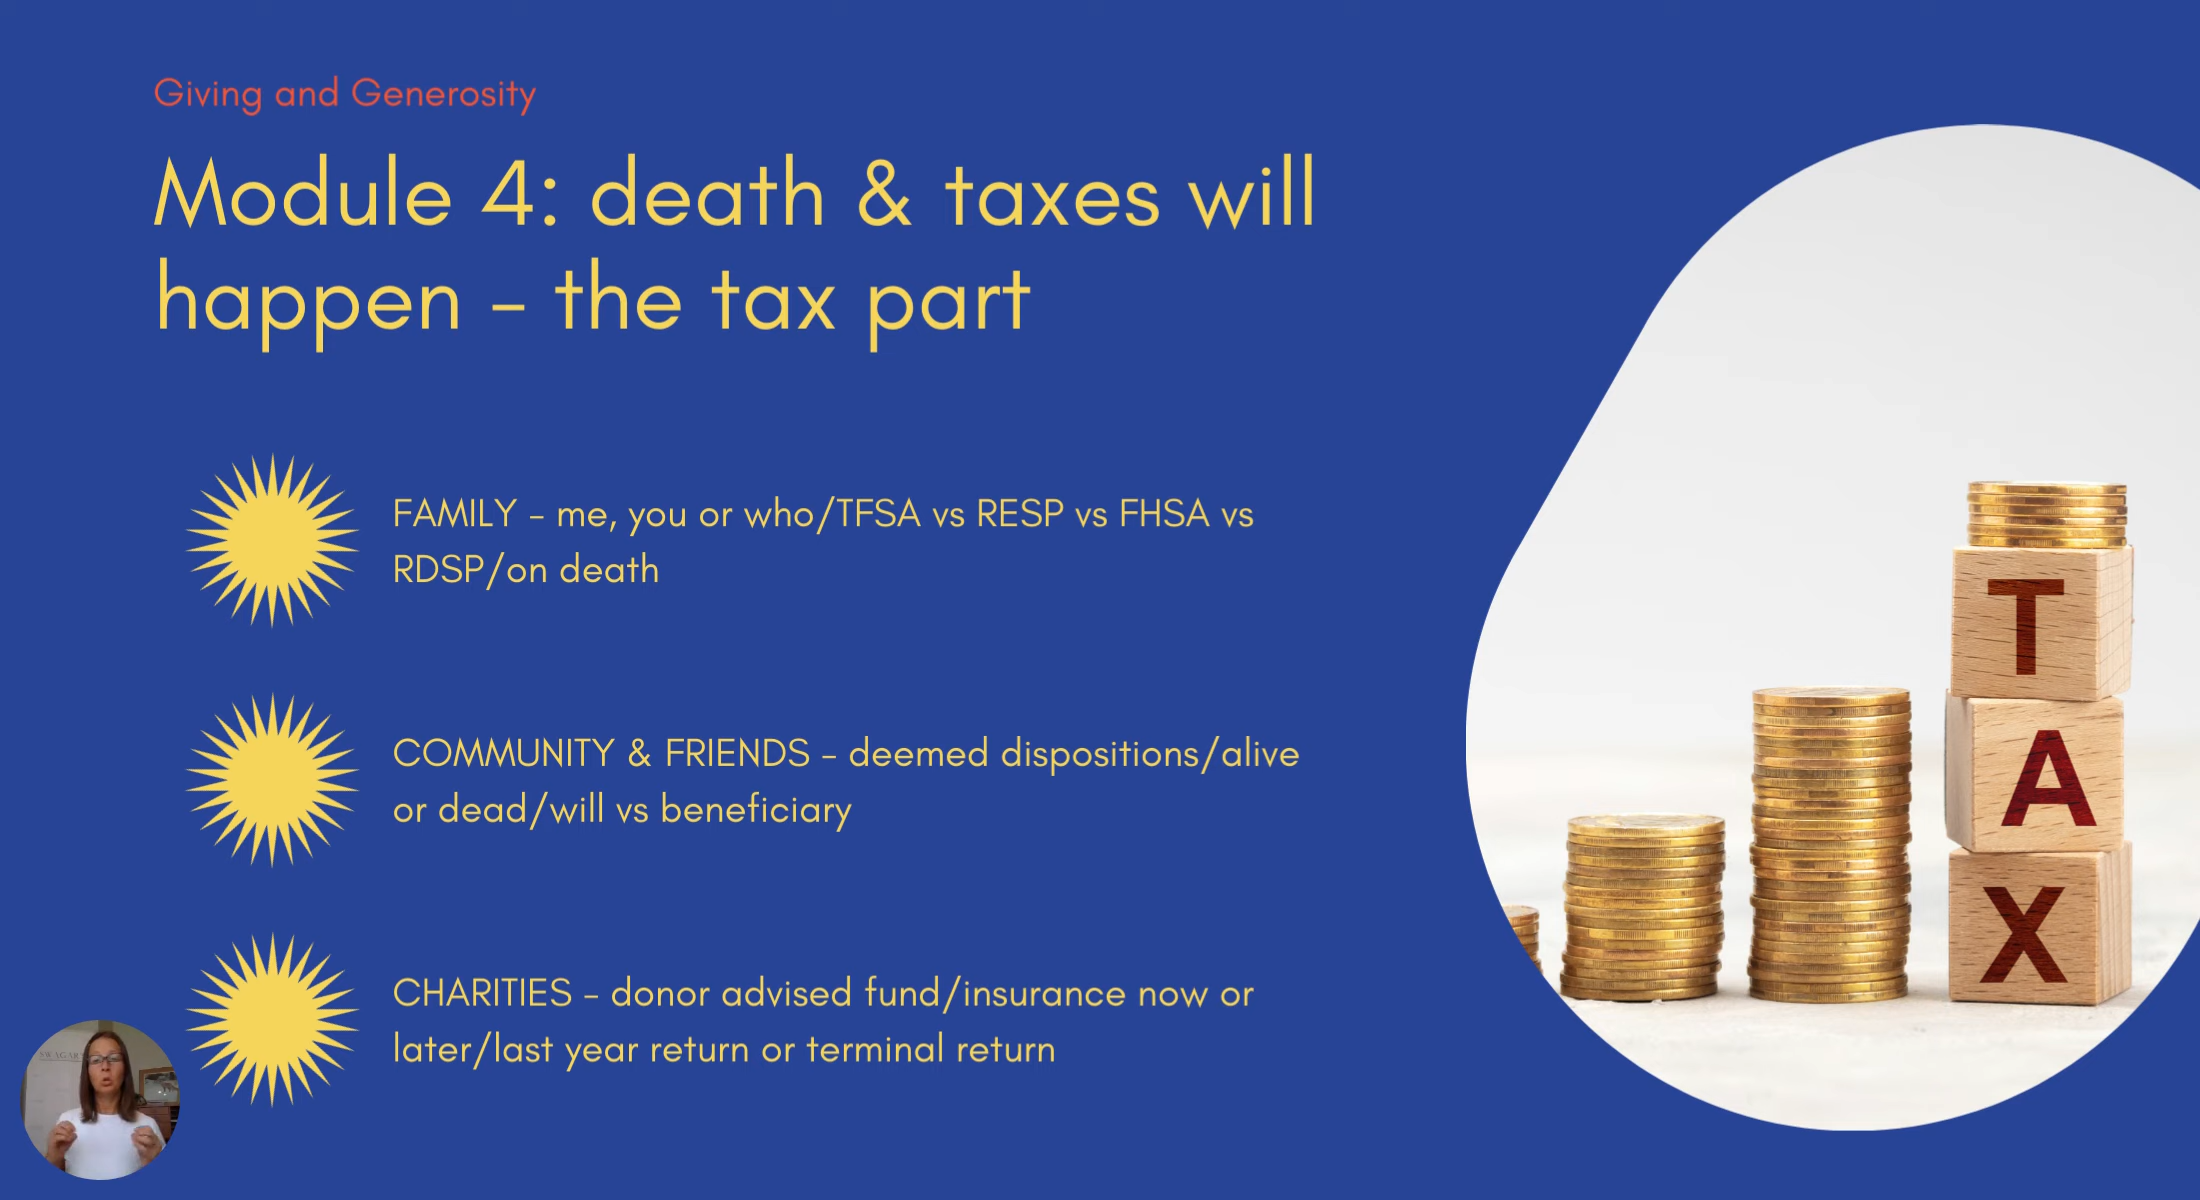 Giving and Generosity
Module 4: death & taxes will
happen - the tax part
FAMILY - me, you or who/TFSA vs RESP vs FHSA vs
RDSP/on death
COMMUNITY & FRIENDS - deemed dispositions/alive
or dead/will vs beneficiary
CHARITIES - donor advised fund/insurance now or
later/last year return or terminal return
T
A
X